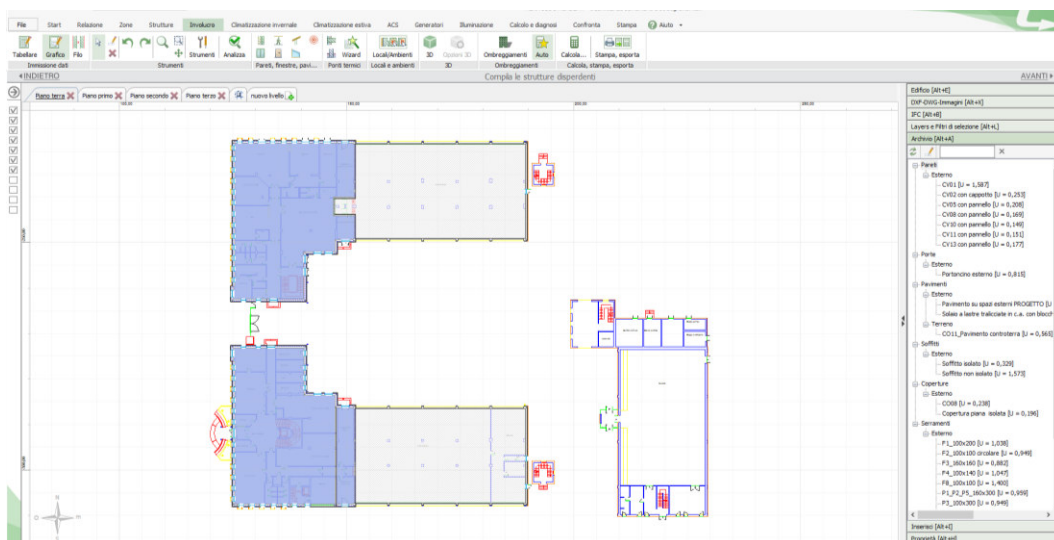 File Start Relazione Zone Struttura Involucro Climatizzazione invernale Climatizzazione estiva ACS Generatori Illuminazione Calcolo e diagnosi Confronta Stampa Aiuto
Tabellare Grafico Filo Strumenti Analizza Wizard Locali/Ambienti 3D Opzioni 3D Ombreggiamenti Auto Calcola... Stampa, esporta
Immissione dati Strumenti Pareti, finestre, pavi... Ponti termici Locali e ambienti 3D Ombreggiamenti Calcola, stampa, esporta
INDIETRO Compila le strutture disperdenti AVANTI
Piano terra Piano primo Piano secondo Piano terzo nuovo livello
Edificio [Alt+E]
DXF-DWG-Immagini [Alt+X]
IFC [Alt+B]
Layers e Filtri di selezione [Alt+L]
Archivio [Alt+A]
Pareti
Esterno
CV01 [U = 1,587]
CV02 con cappotto [U = 0,253]
CV05 con pannello [U = 0,208]
CV08 con pannello [U = 0,169]
CV10 con pannello [U = 0,149]
CV11 con pannello [U = 0,151]
CV13 con pannello [U = 0,177]
Porte
Esterno
Portoncino esterno [U = 0,815]
Pavimenti
Esterno
Pavimento su spazi esterni PROGETTO [U
Solaio a lastre tralicciate in c.a. con blocch
Terreno
CO11_Pavimento controterra [U = 0,565]
Soffitti
Esterno
Soffitto isolato [U = 0,329]
Soffitto non isolato [U = 1,573]
Coperture
Esterno
CO08 [U = 0,238]
Copertura piana isolata [U = 0,196]
Serramenti
Esterno
F1_100x200 [U = 1,038]
F2_100x100 circolare [U = 0,949]
F3_160x160 [U = 0,882]
F4_100x140 [U = 1,047]
F8_100x100 [U = 1,400]
P1_P2_P5_160x300 [U = 0,959]
P3_100x300 [U = 0,949]
Inserisci [Alt+I]